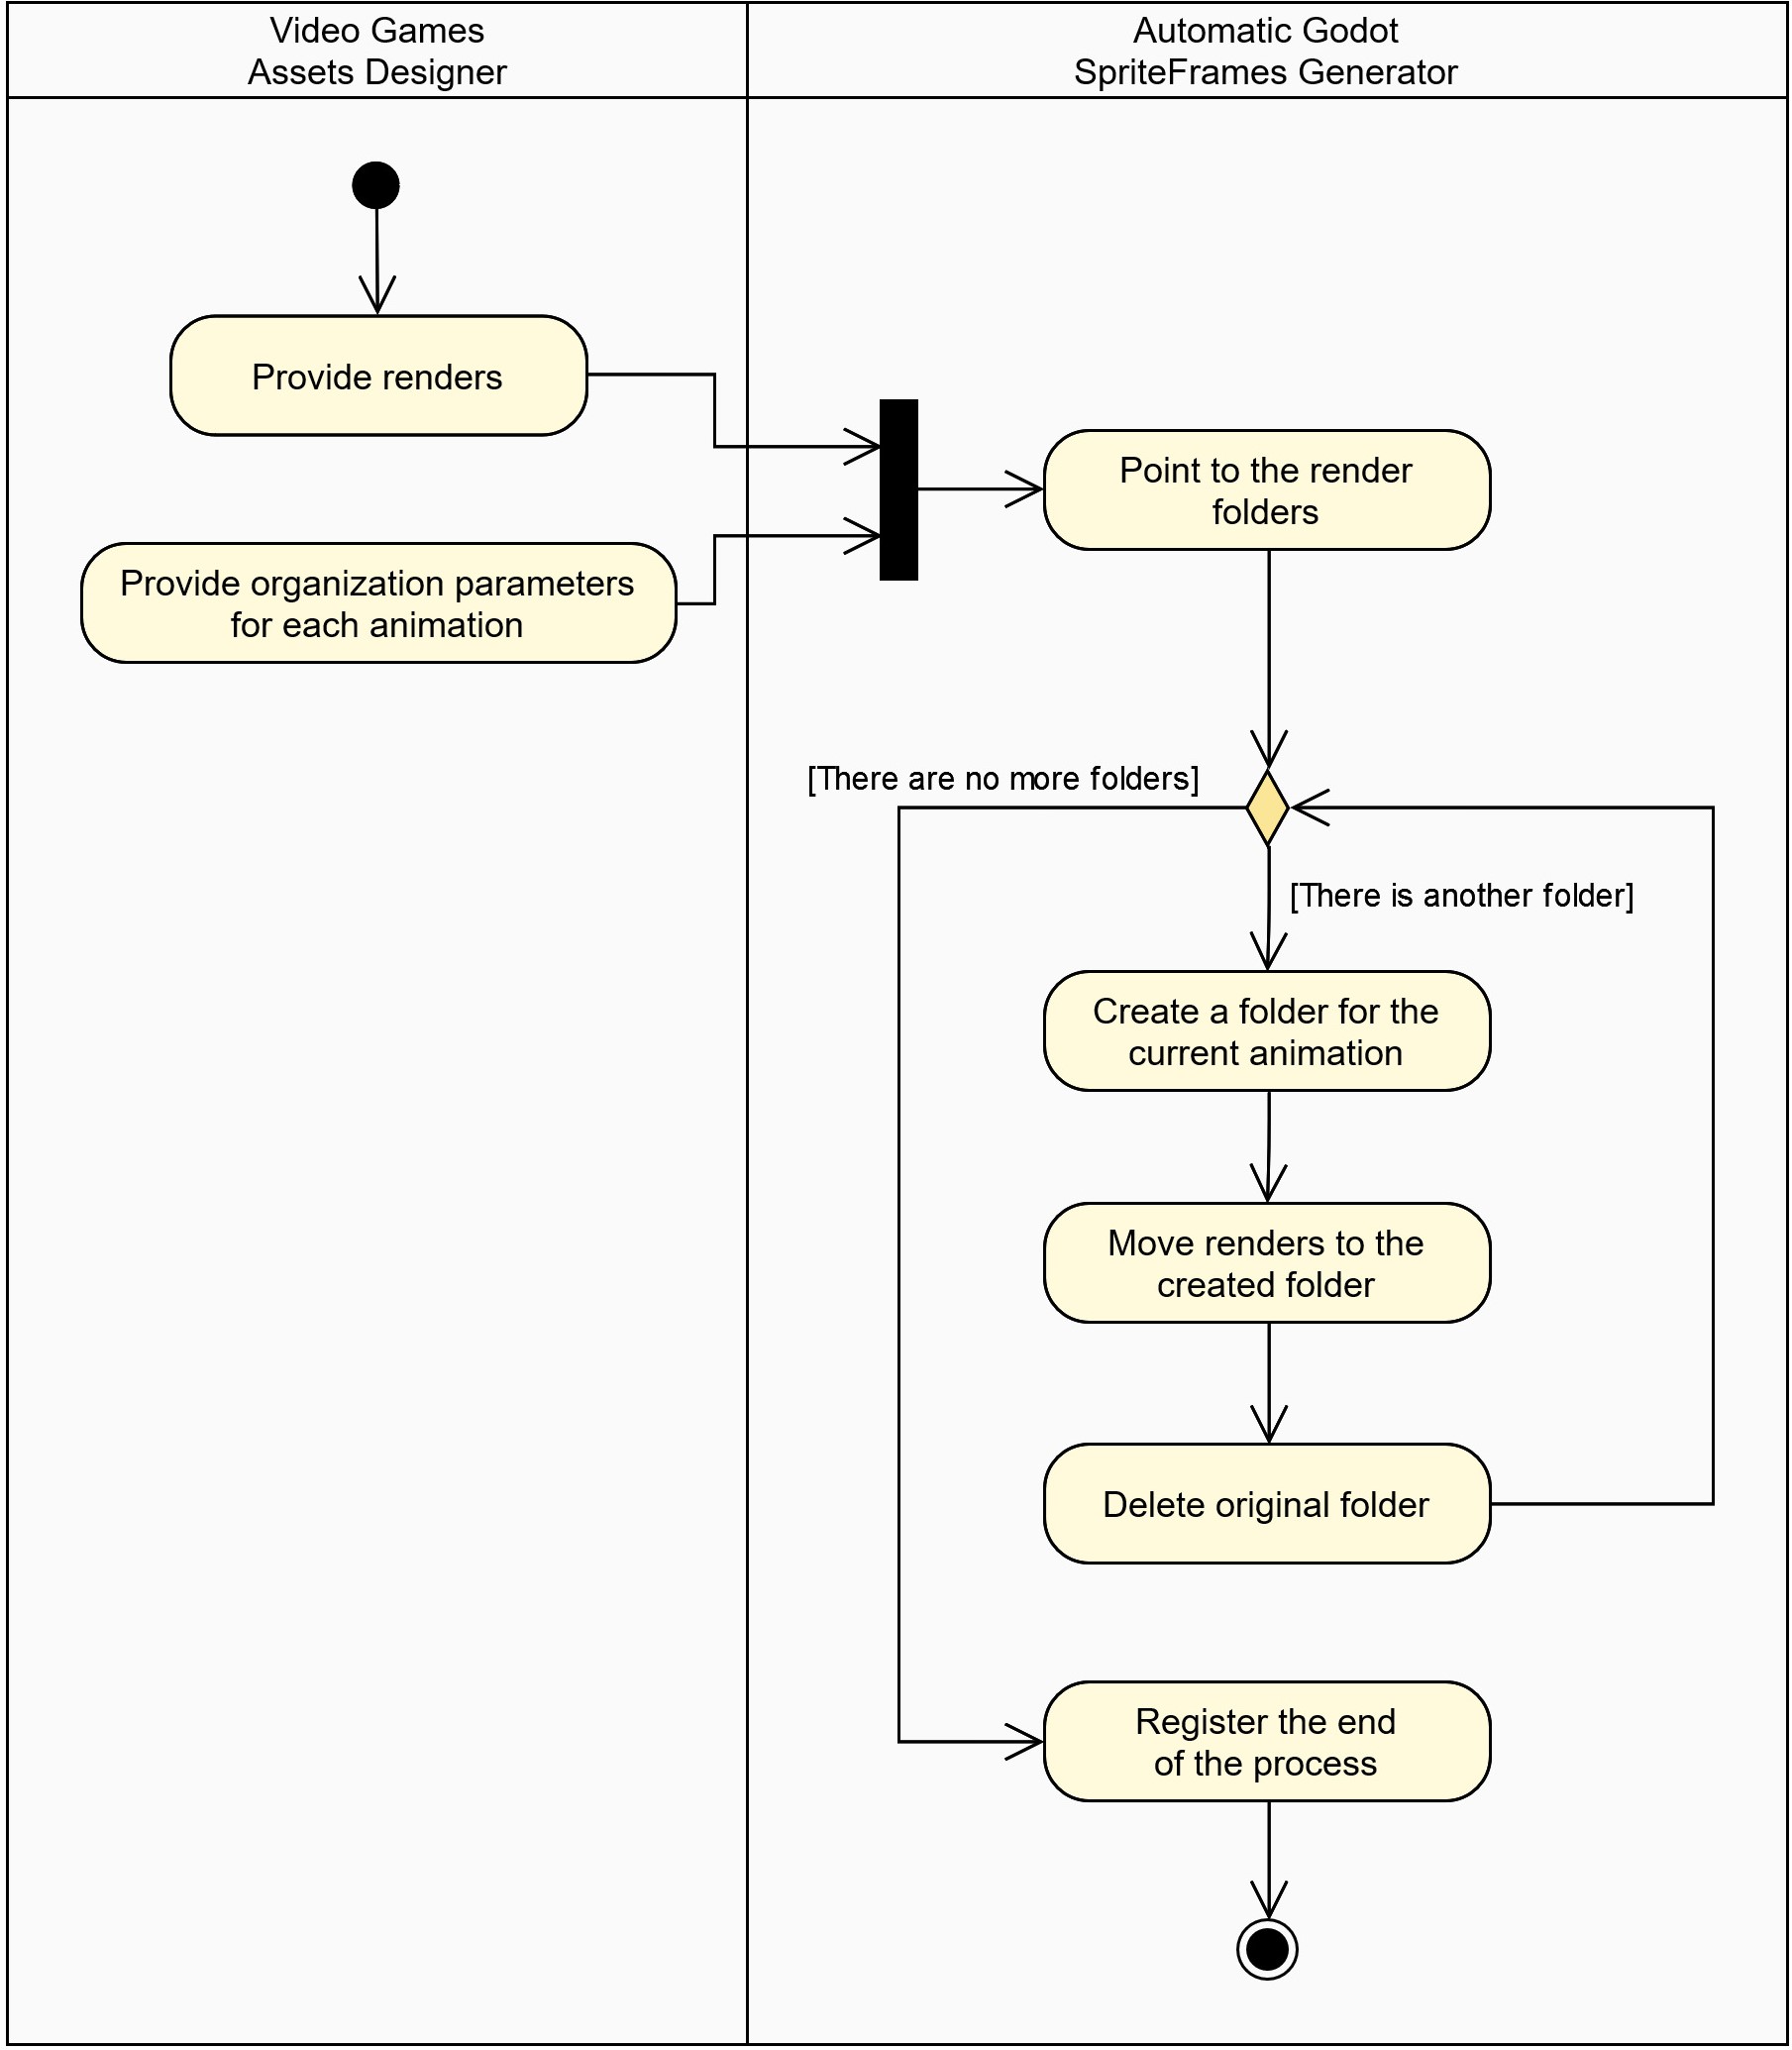 Video Games
Assets Designer
Automatic Godot
SpriteFrames Generator
Provide renders
Provide organization parameters
for each animation
Point to the render
folders
[There are no more folders]
[There is another folder]
Create a folder for the
current animation
Move renders to the
created folder
Delete original folder
Register the end
of the process